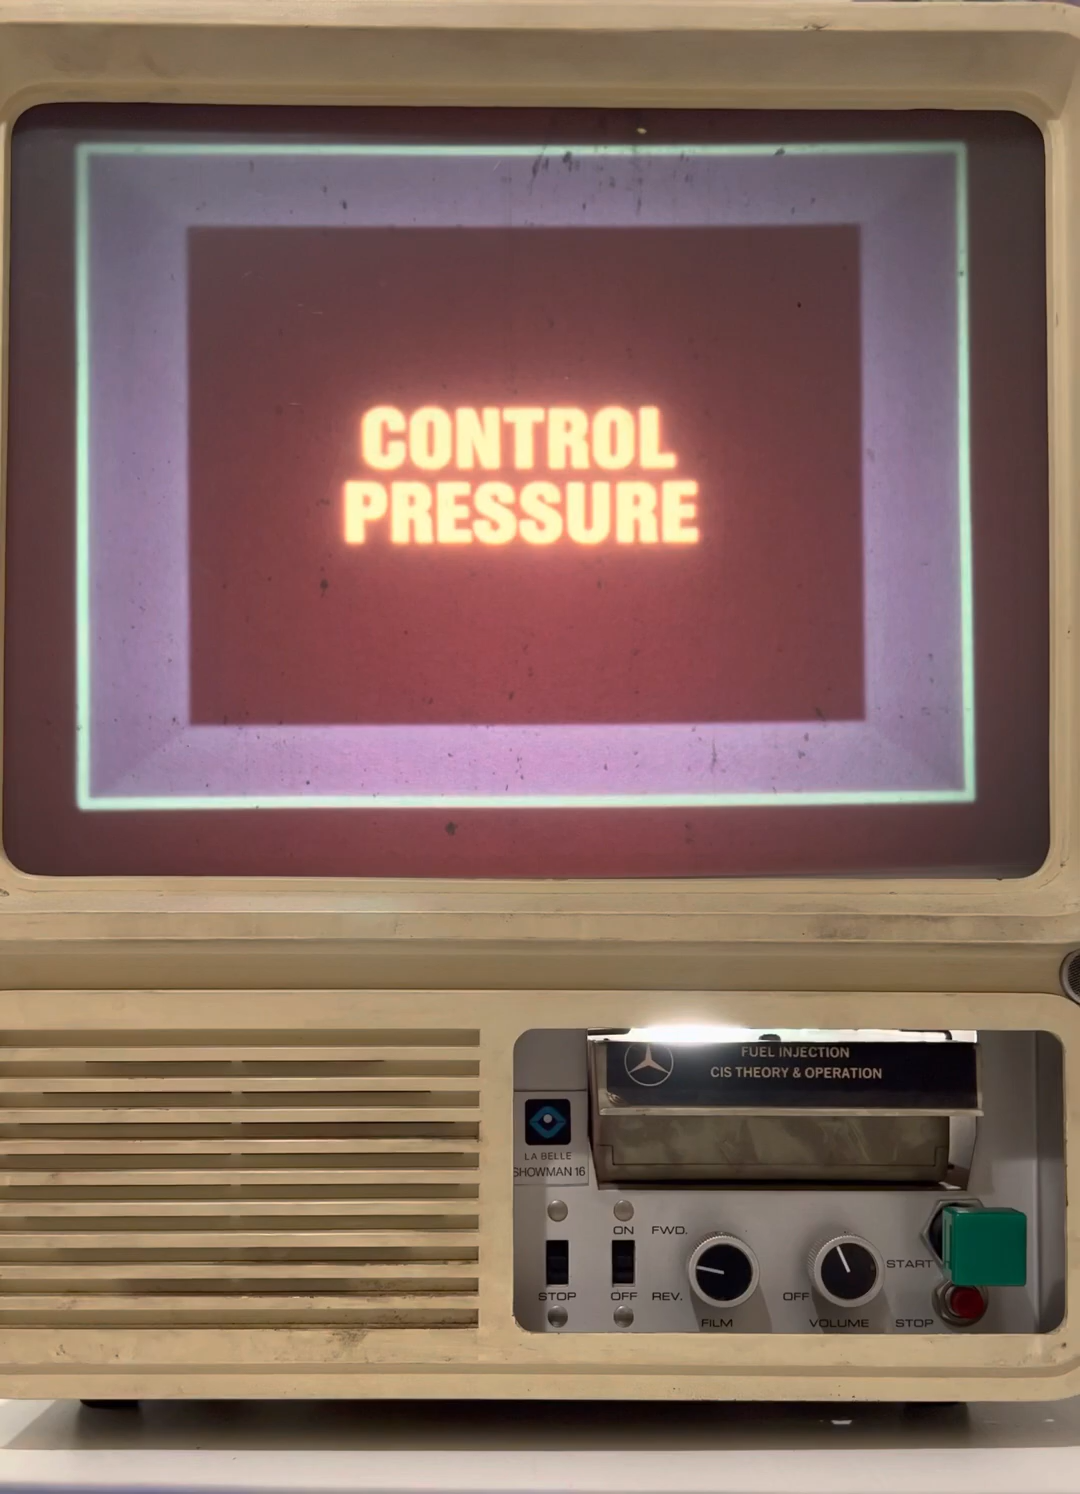 CONTROL
PRESSURE
FUEL INJECTION
CIS THEORY & OPERATION
LA BELLE
SHOWMAN 16
ON
FWD.
START
STOP
OFF
REV.
OFF
FILM
VOLUME
STOP